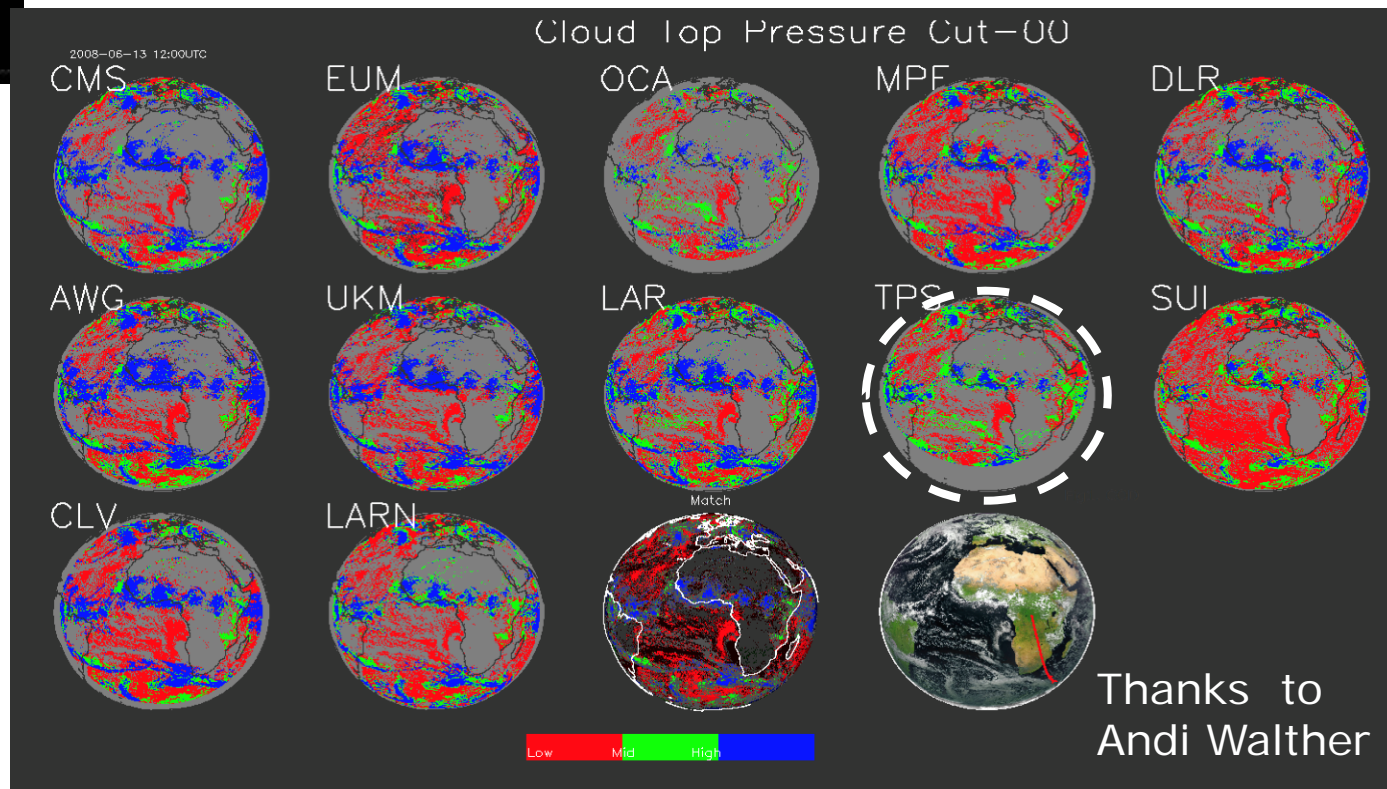 Cloud Top Pressure Cut-00
2008-06-13 12:00UTC
CMS EUM OCA MPF DLR
AWG UKM LAR TPS SUI
CLV LARN Match
Low Mid High
Thanks to
Andi Walther